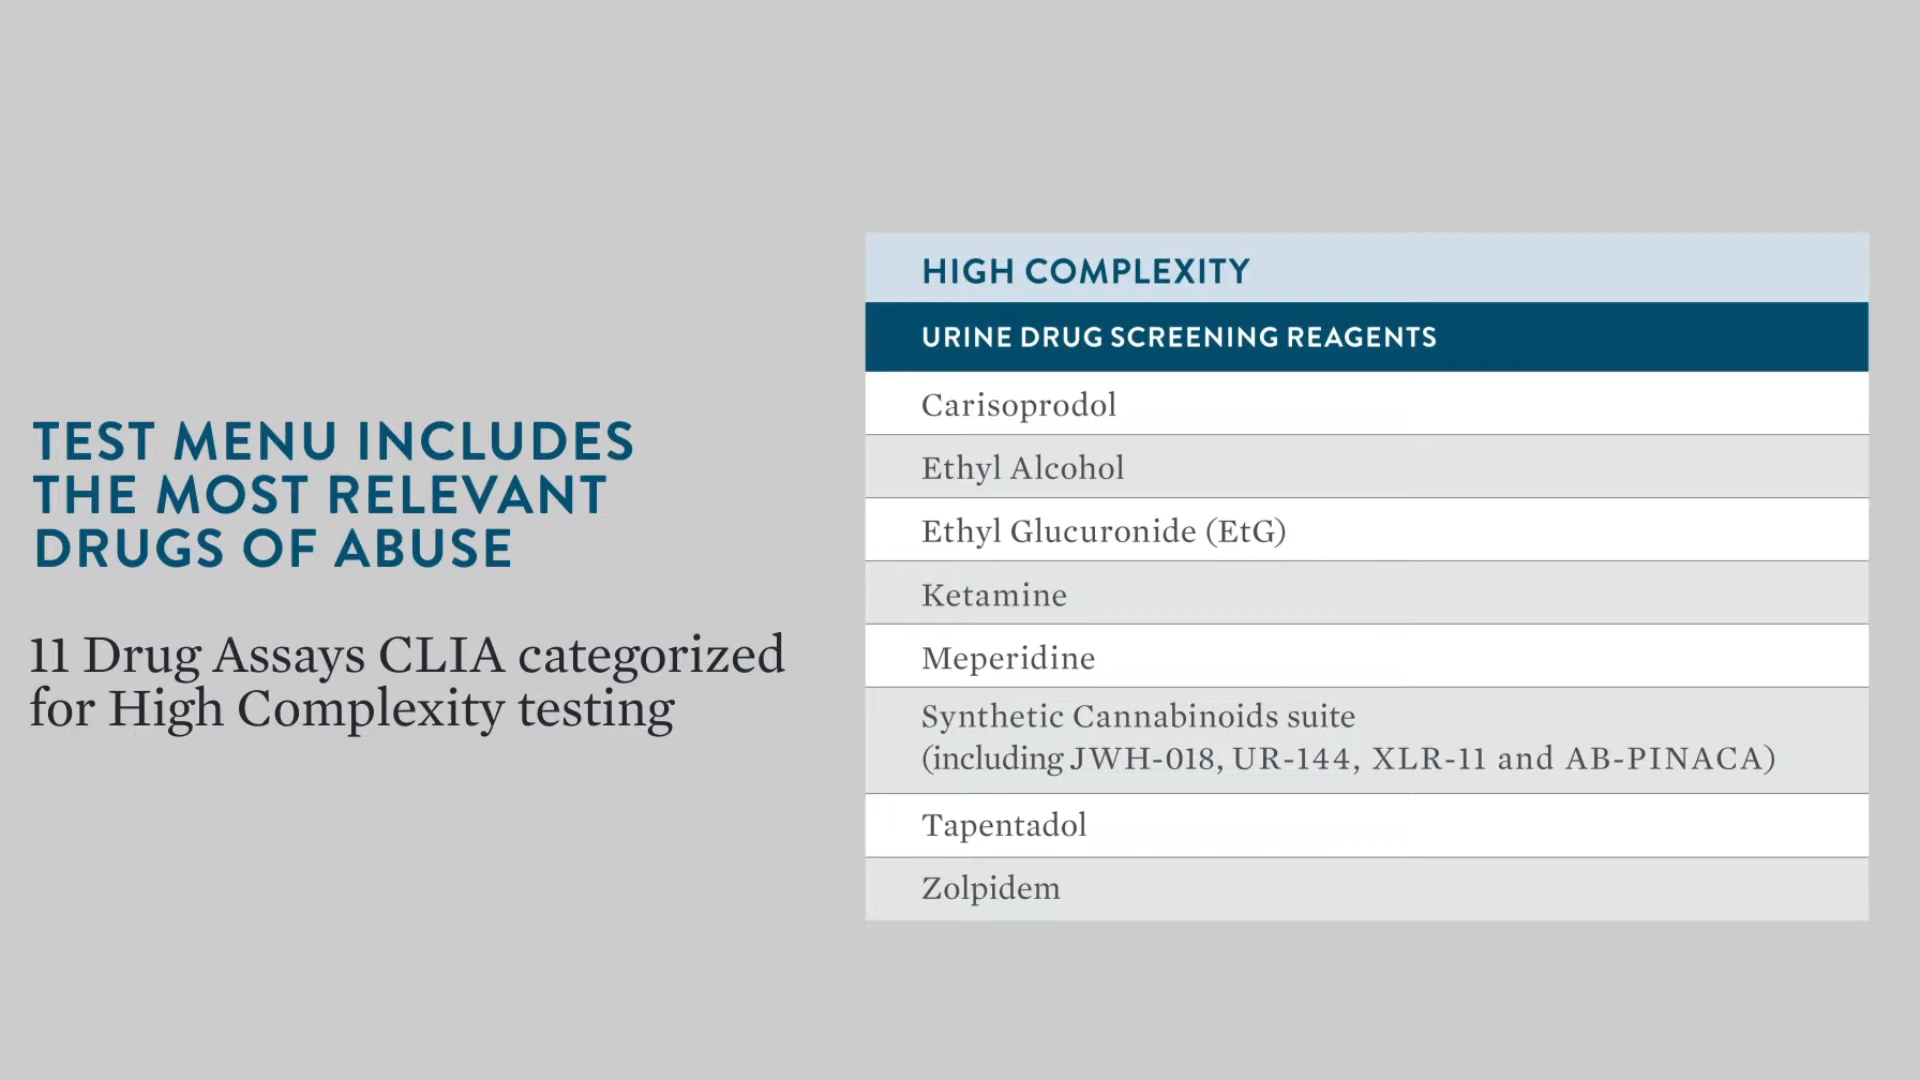 TEST MENU INCLUDES
THE MOST RELEVANT
DRUGS OF ABUSE
11 Drug Assays CLIA categorized
for High Complexity testing
HIGH COMPLEXITY
URINE DRUG SCREENING REAGENTS
Carisoprodol
Ethyl Alcohol
Ethyl Glucuronide (EtG)
Ketamine
Meperidine
Synthetic Cannabinoids suite
(including JWH-018, UR-144, XLR-11 and AB-PINACA)
Tapentadol
Zolpidem